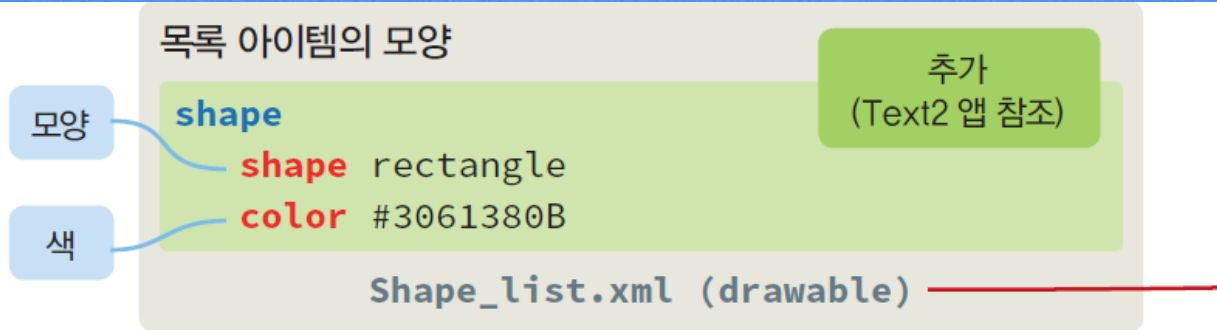 목록 아이템의 모양
추가
(Text2 앱 참조)
모양
shape
shape rectangle
색
color #3061380B
Shape_list.xml (drawable)